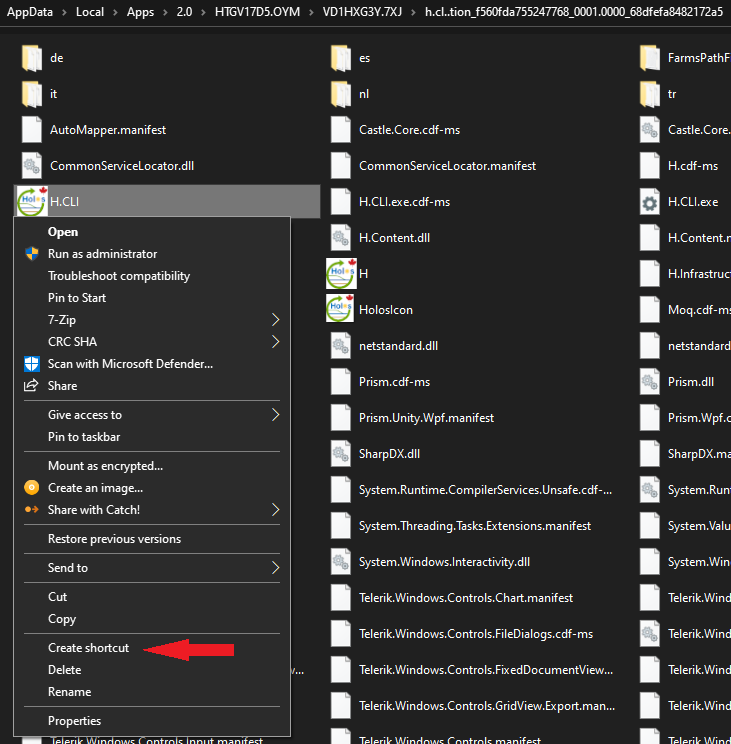 AppData > Local > Apps > 2.0 > HTGV17D5.OYM > VD1HXG3Y.7XJ > h.cl..tion_f560fda755247768_0001.0000_68dfefa8482172a5
de
es
FarmsPathF
it
nl
tr
AutoMapper.manifest
Castle.Core.cdf-ms
Castle.Core.
CommonServiceLocator.dll
CommonServiceLocator.manifest
H.cdf-ms
Holos H.CLI
H.CLI.exe.cdf-ms
H.CLI.exe
H.Content.dll
H.Content.m
Holos H
H.Infrastruct
Holos HolosIcon
Moq.cdf-ms
netstandard.dll
netstandard
Prism.cdf-ms
Prism.dll
Prism.Unity.Wpf.manifest
Prism.Wpf.c
SharpDX.dll
SharpDX.ma
System.Runtime.CompilerServices.Unsafe.cdf-...
System.Run
System.Threading.Tasks.Extensions.manifest
System.Valu
System.Windows.Interactivity.dll
System.Wind
Telerik.Windows.Controls.Chart.manifest
Telerik.Wind
Telerik.Windows.Controls.FileDialogs.cdf-ms
Telerik.Wind
Telerik.Windows.Controls.FixedDocumentView...
Telerik.Wind
Telerik.Windows.Controls.GridView.Export.man...
Telerik.Wind
Telerik.Windows.Controls.Input.manifest
Telerik.Windows.Controls.manifest
Telerik.Wind
Open
Run as administrator
Troubleshoot compatibility
Pin to Start
7-Zip
CRC SHA
Scan with Microsoft Defender...
Share
Give access to
Pin to taskbar
Mount as encrypted...
Create an image...
Share with Catch!
Restore previous versions
Send to
Cut
Copy
Create shortcut
Delete
Rename
Properties